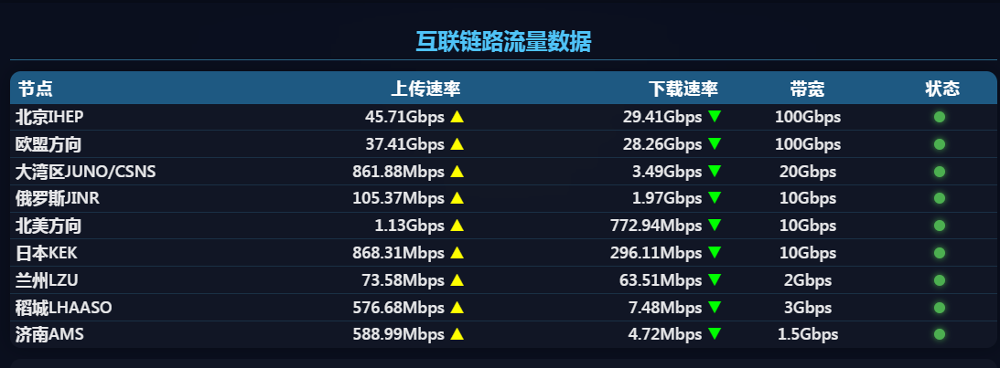 互联链路流量数据
节点 上传速率 下载速率 带宽 状态
北京IHEP 45.71Gbps 29.41Gbps 100Gbps
欧盟方向 37.41Gbps 28.26Gbps 100Gbps
大湾区JUNO/CSNS 861.88Mbps 3.49Gbps 20Gbps
俄罗斯JINR 105.37Mbps 1.97Gbps 10Gbps
北美方向 1.13Gbps 772.94Mbps 10Gbps
日本KEK 868.31Mbps 296.11Mbps 10Gbps
兰州LZU 73.58Mbps 63.51Mbps 2Gbps
稻城LHAASO 576.68Mbps 7.48Mbps 3Gbps
济南AMS 588.99Mbps 4.72Mbps 1.5Gbps